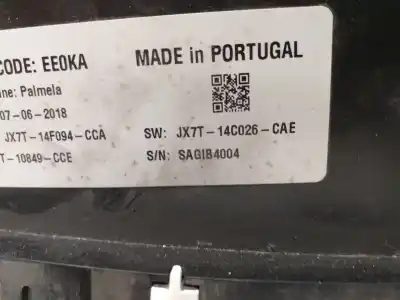 CODE: EE0KA
MADE in PORTUGAL
ne: Palmela
07-06-2018
JX7T-14F094-CCA
SW: JX7T-14C026-CAE
T-10849-CCE
S/N: SAGIB4004